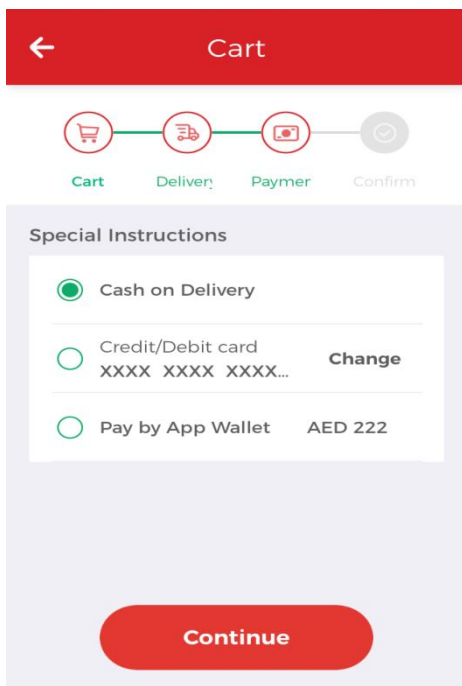 Cart
Cart Delivery Paymer Confirm
Special Instructions
Cash on Delivery
Credit/Debit card
XXXX XXXX XXXX...
Change
Pay by App Wallet AED 222
Continue